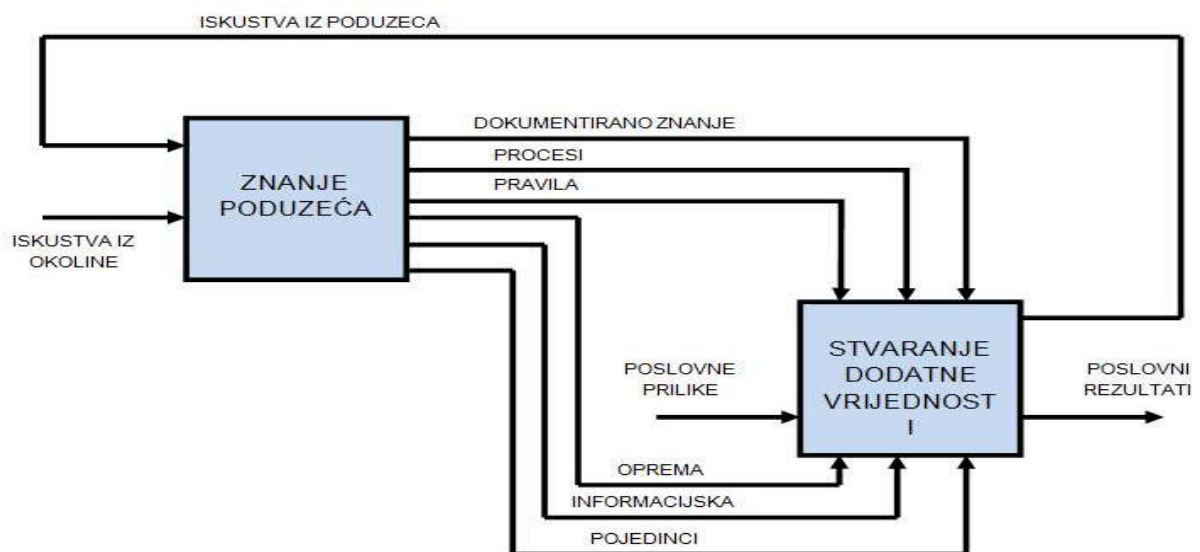 ISKUSTVA IZ PODUZECA
DOKUMENTIRANO ZNANJE
PROCESI
PRAVILA
ZNANJE
PODUZEĆA
ISKUSTVA IZ
OKOLINE
POSLOVNE
PRILIKE
STVARANJE
DODATNE
VRIJEDNOST
I
POSLOVNI
REZULTATI
OPREMA
INFORMACIJSKA
POJEDINCI